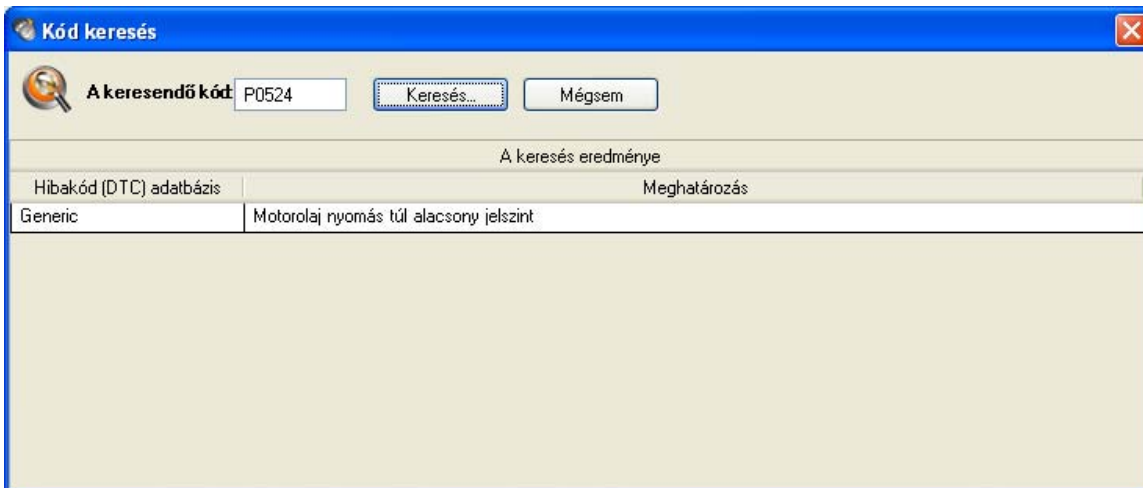 Kód keresés
A keresendő kód: P0524 Keresés... Mégsem
A keresés eredménye
Hibakód (DTC) adatbázis Meghatározás
Generic Motorolaj nyomás túl alacsony jelszint